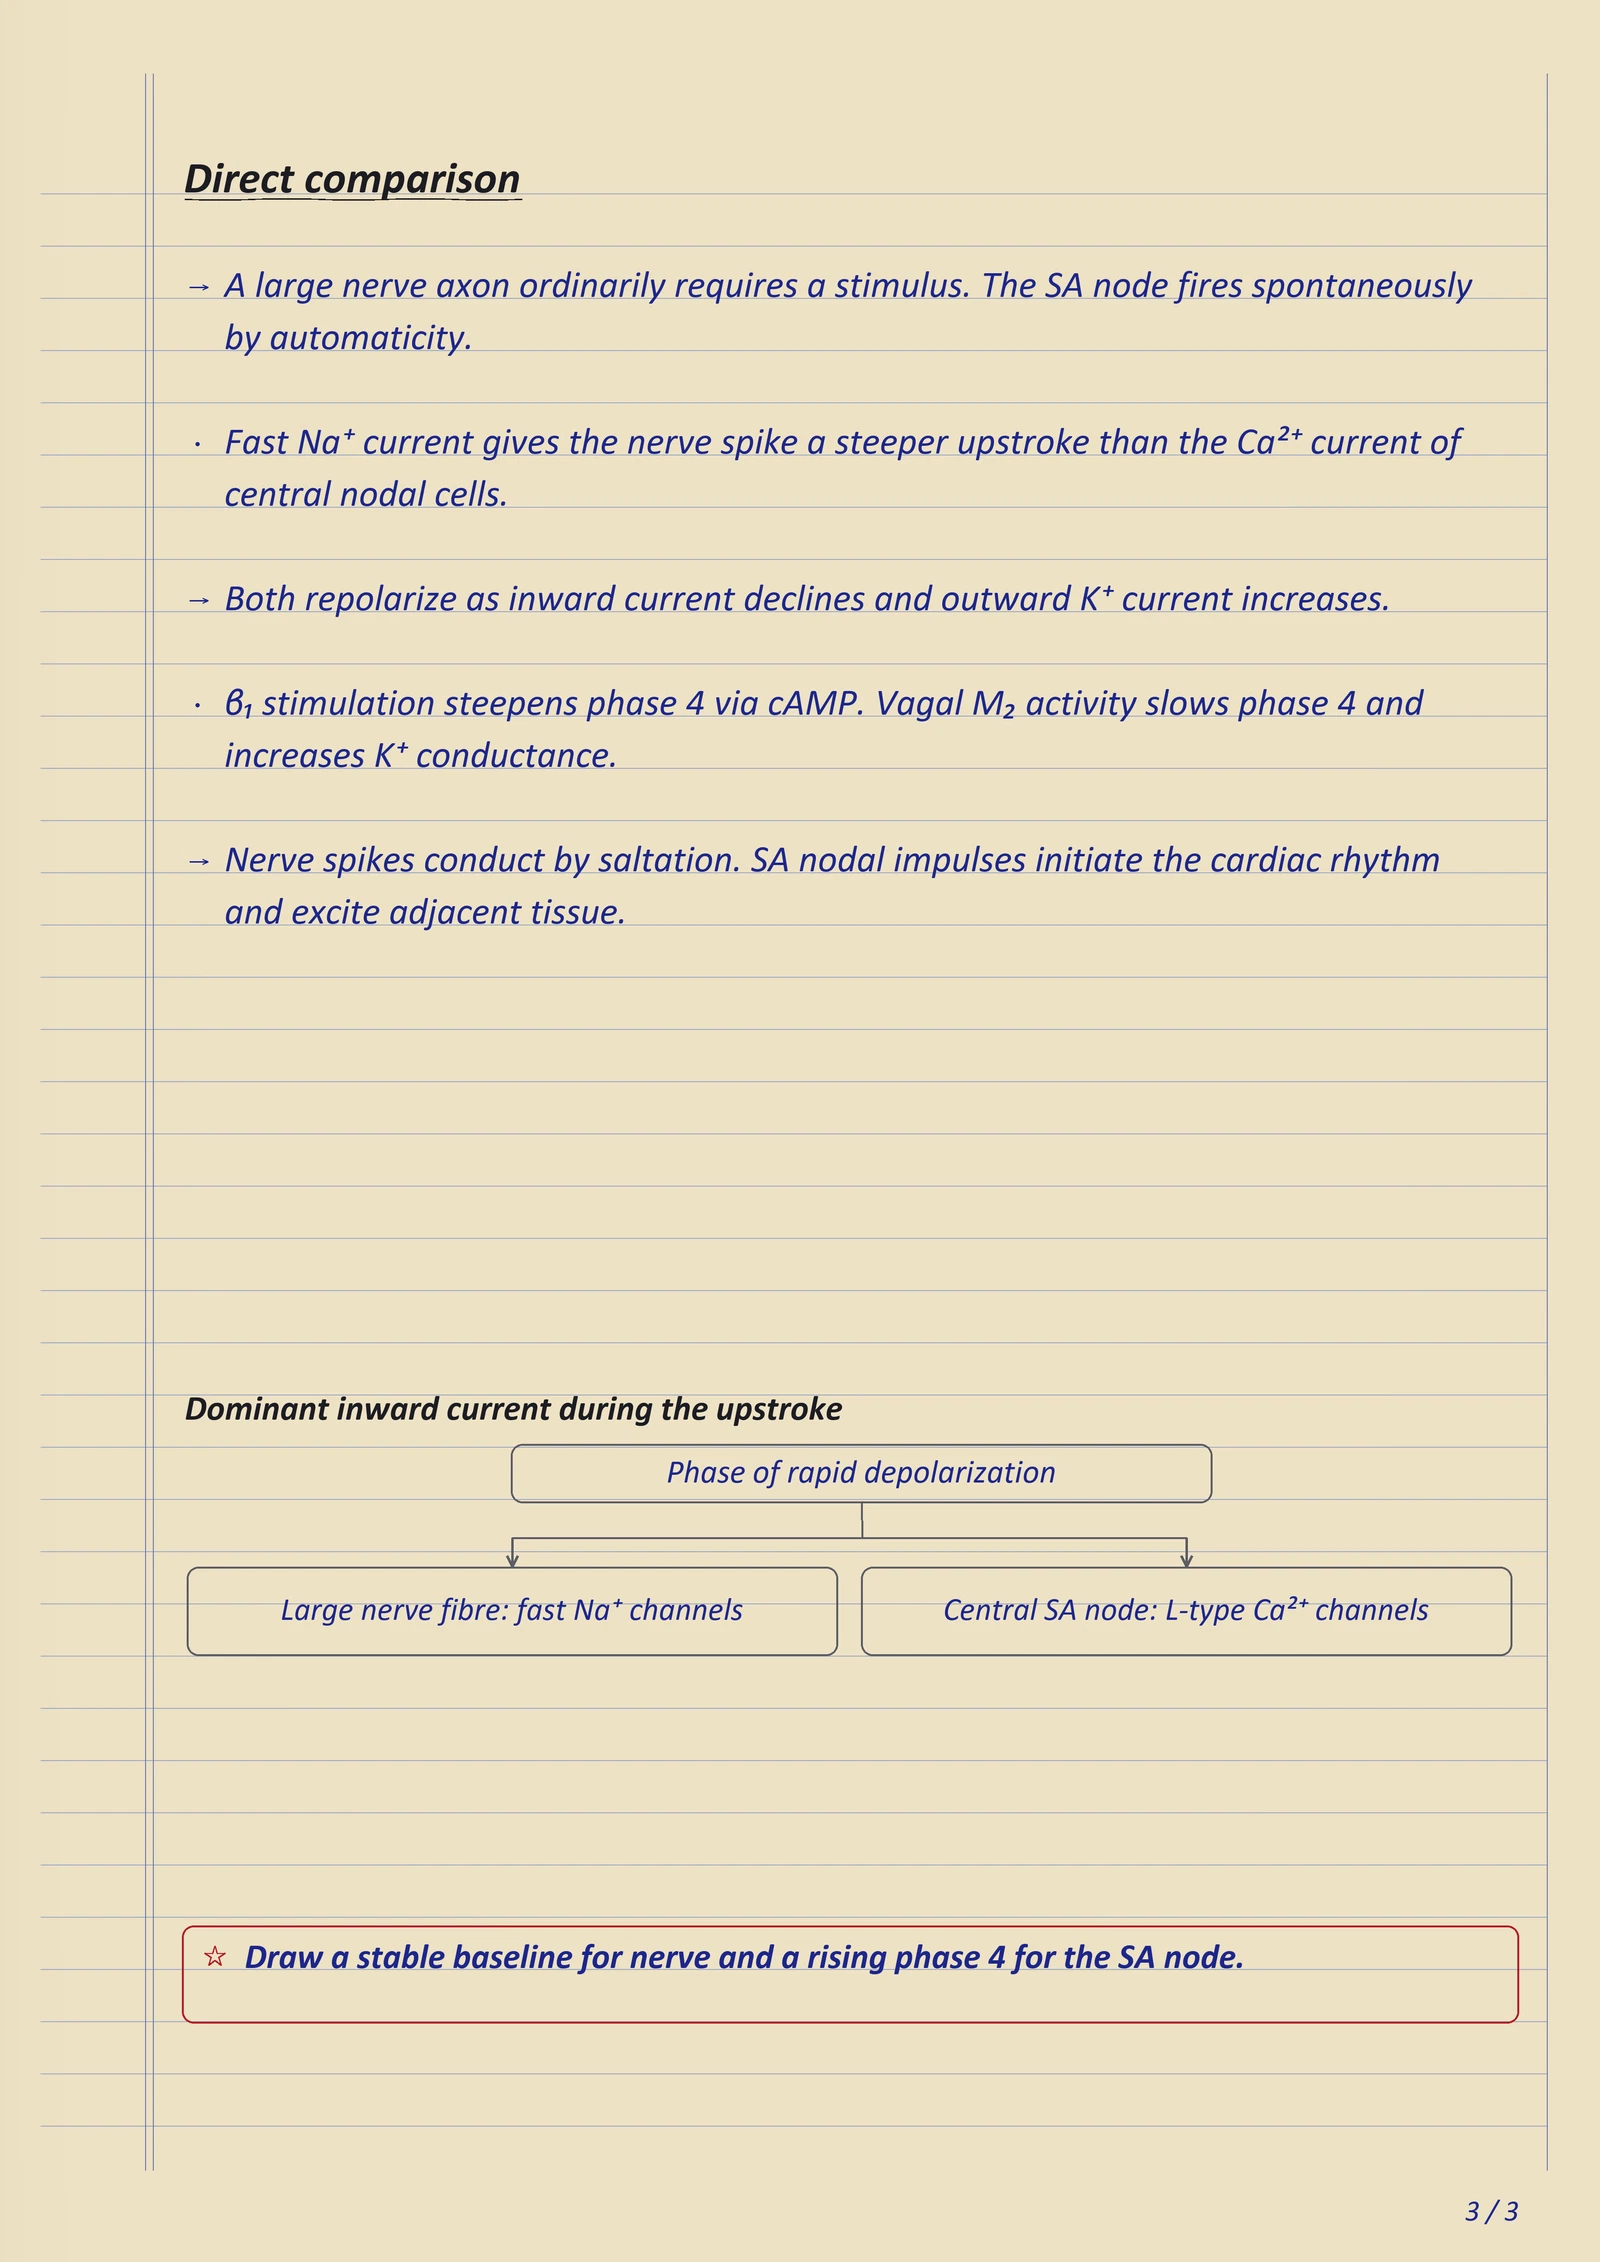 Direct comparison
→ A large nerve axon ordinarily requires a stimulus. The SA node fires spontaneously
by automaticity.
· Fast Na⁺ current gives the nerve spike a steeper upstroke than the Ca²⁺ current of
central nodal cells.
→ Both repolarize as inward current declines and outward K⁺ current increases.
· β₁ stimulation steepens phase 4 via cAMP. Vagal M₂ activity slows phase 4 and
increases K⁺ conductance.
→ Nerve spikes conduct by saltation. SA nodal impulses initiate the cardiac rhythm
and excite adjacent tissue.
Dominant inward current during the upstroke
Phase of rapid depolarization
Large nerve fibre: fast Na⁺ channels
Central SA node: L-type Ca²⁺ channels
☆ Draw a stable baseline for nerve and a rising phase 4 for the SA node.
3 / 3